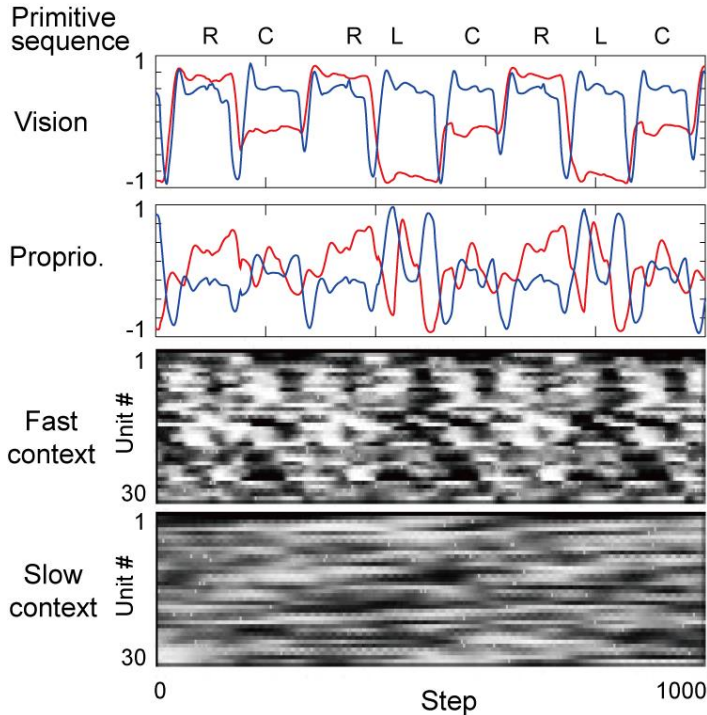 Primitive
sequence
R C R L C R L C
1
Vision
-1
1
Proprio.
-1
1
Fast
context
Unit #
30
1
Slow
context
Unit #
30
0 1000
Step